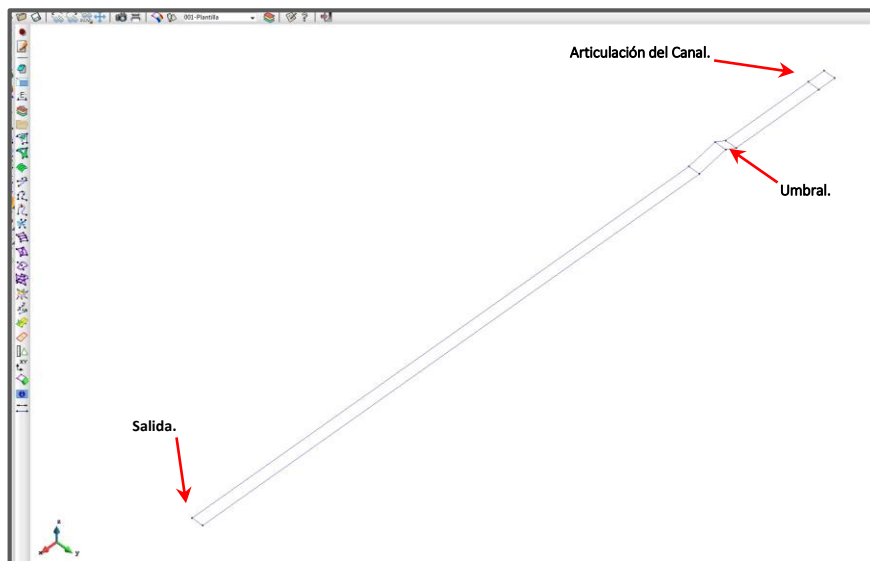 001-Plantilla
Articulación del Canal.
Umbral.
Salida.
z
x
y